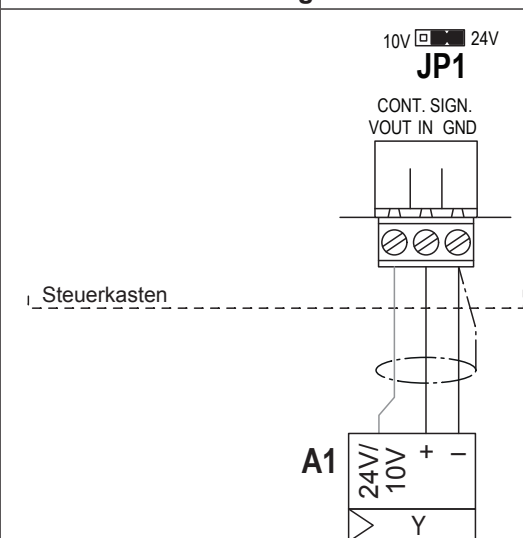 10V 24V
JP1
CONT. SIGN.
VOUT IN GND
Steuerkasten
A1
24V/
10V
+ –
Y